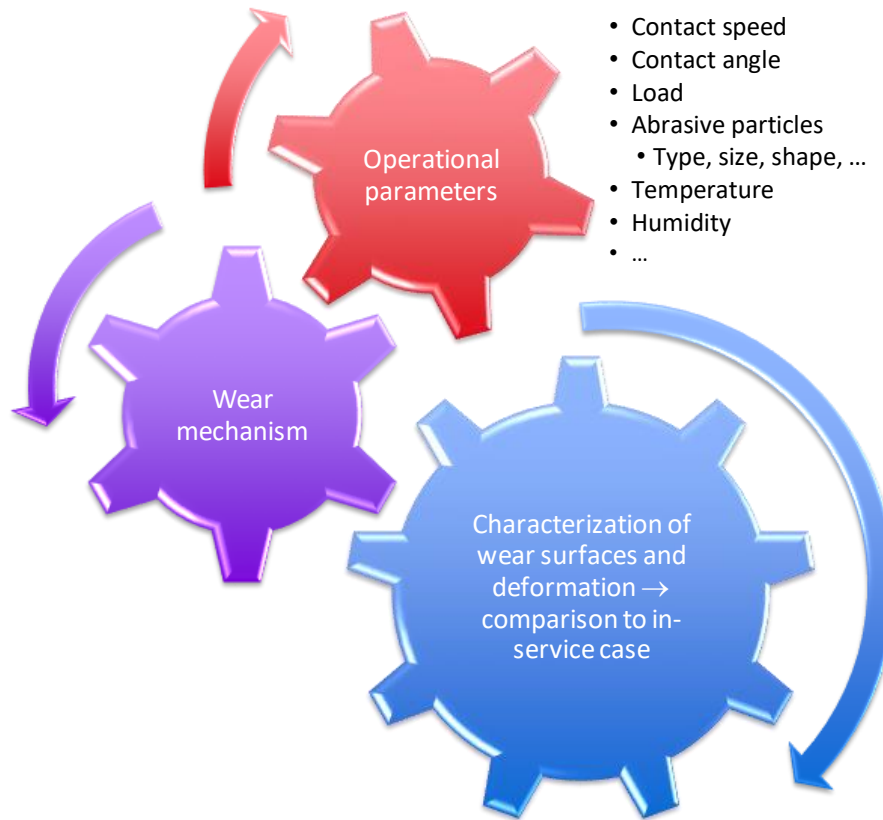 • Contact speed
• Contact angle
• Load
• Abrasive particles
• Type, size, shape, …
• Temperature
• Humidity
• …
Operational
parameters
Wear
mechanism
Characterization of
wear surfaces and
deformation →
comparison to in-
service case